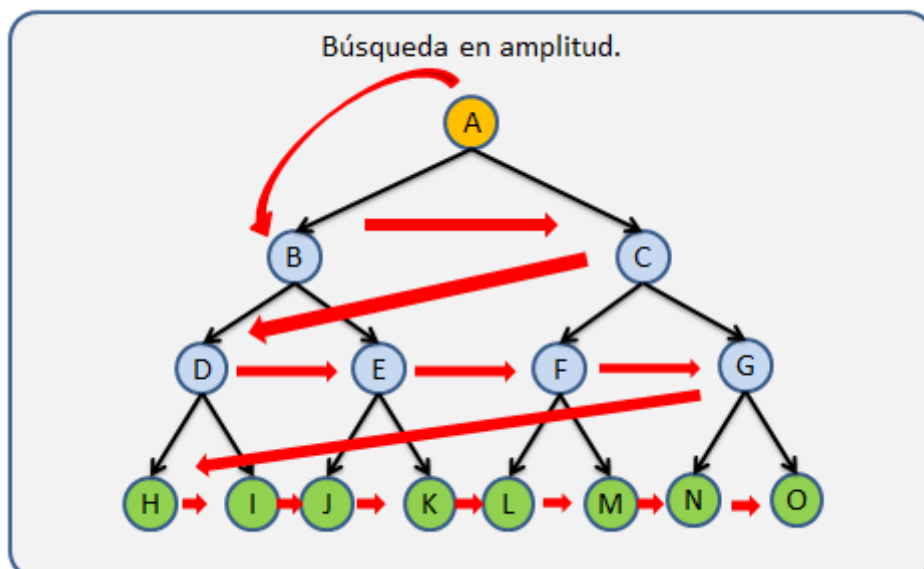 Búsqueda en amplitud.
A
B C
D E F G
H I J K L M N O